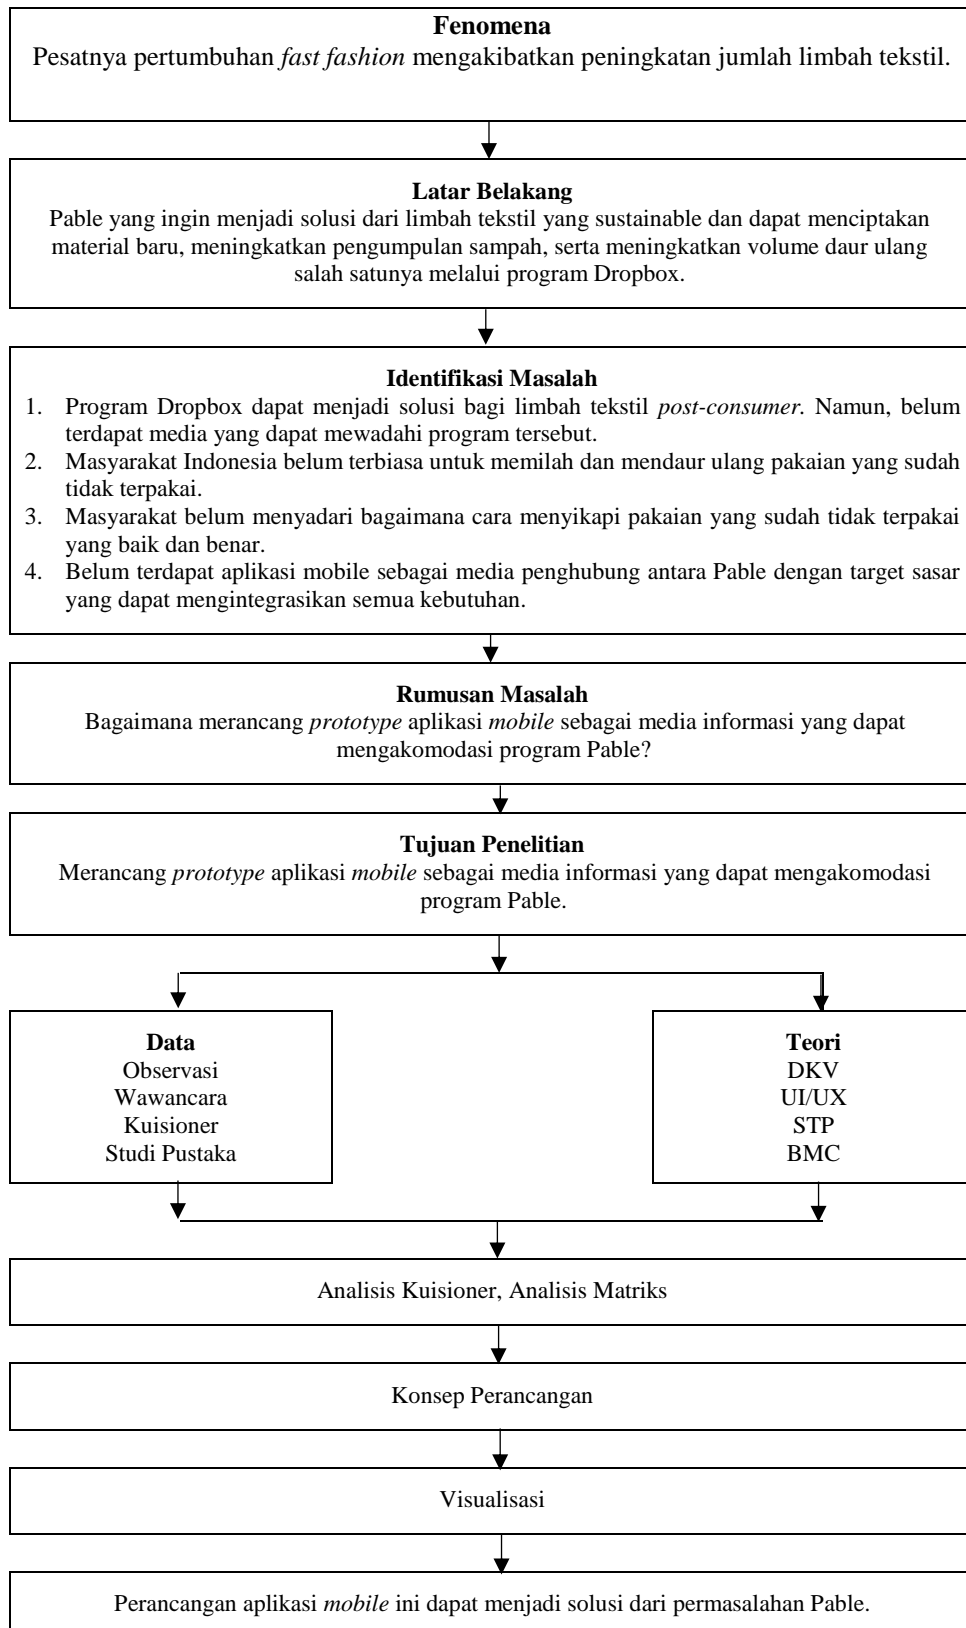 Fenomena
Pesatnya pertumbuhan fast fashion mengakibatkan peningkatan jumlah limbah tekstil.
Latar Belakang
Pable yang ingin menjadi solusi dari limbah tekstil yang sustainable dan dapat menciptakan
material baru, meningkatkan pengumpulan sampah, serta meningkatkan volume daur ulang
salah satunya melalui program Dropbox.
Identifikasi Masalah
1. Program Dropbox dapat menjadi solusi bagi limbah tekstil post-consumer. Namun, belum
terdapat media yang dapat mewadahi program tersebut.
2. Masyarakat Indonesia belum terbiasa untuk memilah dan mendaur ulang pakaian yang sudah
tidak terpakai.
3. Masyarakat belum menyadari bagaimana cara menyikapi pakaian yang sudah tidak terpakai
yang baik dan benar.
4. Belum terdapat aplikasi mobile sebagai media penghubung antara Pable dengan target sasar
yang dapat mengintegrasikan semua kebutuhan.
Rumusan Masalah
Bagaimana merancang prototype aplikasi mobile sebagai media informasi yang dapat
mengakomodasi program Pable?
Tujuan Penelitian
Merancang prototype aplikasi mobile sebagai media informasi yang dapat mengakomodasi
program Pable.
Data
Observasi
Wawancara
Kuisioner
Studi Pustaka
Teori
DKV
UI/UX
STP
BMC
Analisis Kuisioner, Analisis Matriks
Konsep Perancangan
Visualisasi
Perancangan aplikasi mobile ini dapat menjadi solusi dari permasalahan Pable.